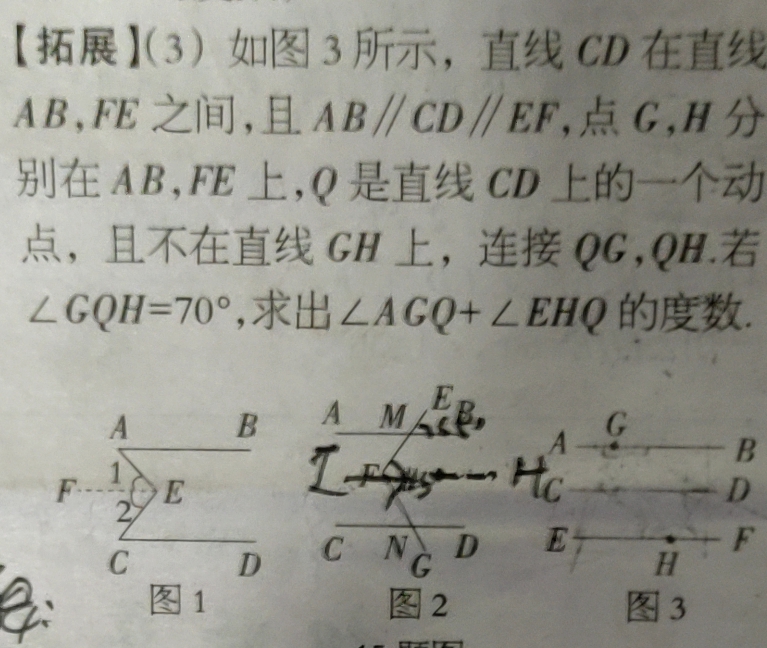 【拓展】(3) 如图 3 所示，直线 CD 在直线
AB,FE 之间,且 AB∥CD∥EF,点 G,H 分
别在 AB,FE 上,Q 是直线 CD 上的一个动
点，且不在直线 GH 上，连接 QG,QH.若
∠GQH=70°,求出∠AGQ+∠EHQ 的度数.
A B
1
F E
2
C D
图 1
A M E B
I F H
C N G D
图 2
G
A B
C D
E F
H
图 3